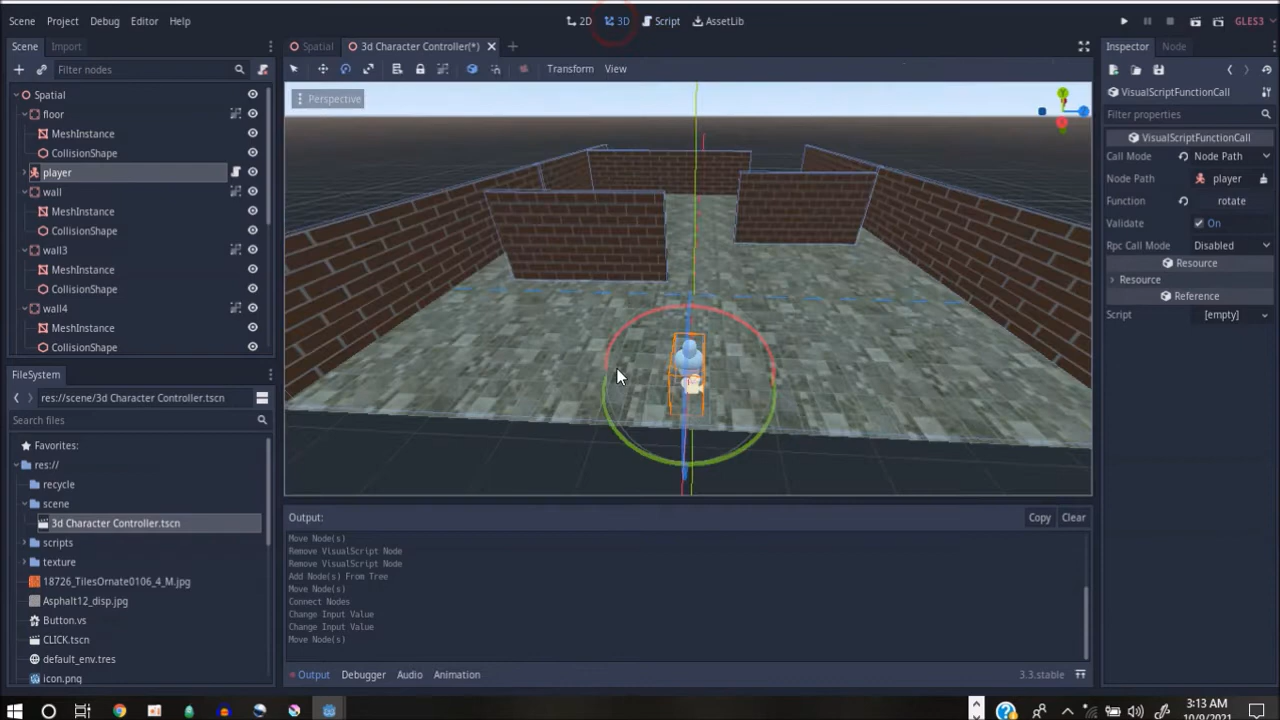 Scene Project Debug Editor Help
2D 3D Script AssetLib
GLES3
Scene Import
Spatial 3d Character Controller(*)
Inspector Node
Filter nodes
Transform View
Perspective
Y
Z
Spatial
floor
MeshInstance
CollisionShape
player
wall
MeshInstance
CollisionShape
wall3
MeshInstance
CollisionShape
wall4
MeshInstance
CollisionShape
VisualScriptFunctionCall
Filter properties
VisualScriptFunctionCall
Call Mode Node Path
Node Path player
Function rotate
Validate On
Rpc Call Mode Disabled
Resource
Resource
Reference
Script [empty]
FileSystem
res://scene/3d Character Controller.tscn
Search files
Favorites:
res://
recycle
scene
3d Character Controller.tscn
scripts
texture
18726_TilesOrnate0106_4_M.jpg
Asphalt12_disp.jpg
Button.vs
CLICK.tscn
default_env.tres
icon.png
Output:
Copy Clear
Move Node(s)
Remove VisualScript Node
Remove VisualScript Node
Add Node(s) From Tree
Move Node(s)
Connect Nodes
Change Input Value
Change Input Value
Move Node(s)
Output Debugger Audio Animation
3.3.stable
3:13 AM
10/9/2021